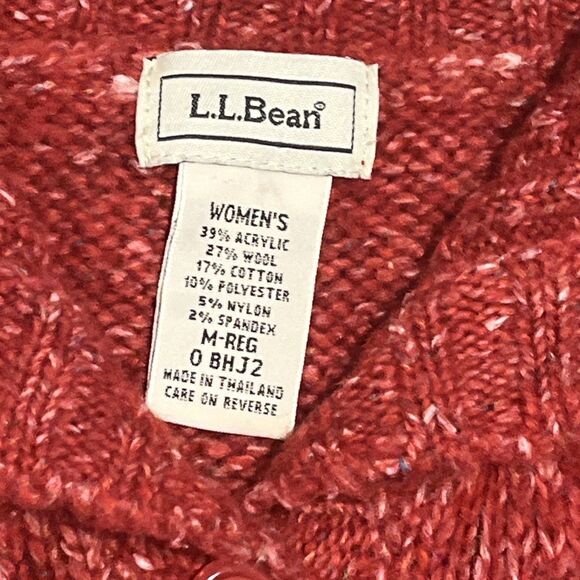 L.L.Bean®
WOMEN'S
39% ACRYLIC
27% WOOL
17% COTTON
10% POLYESTER
5% NYLON
2% SPANDEX
M-REG
0 BHJ2
MADE IN THAILAND
CARE ON REVERSE